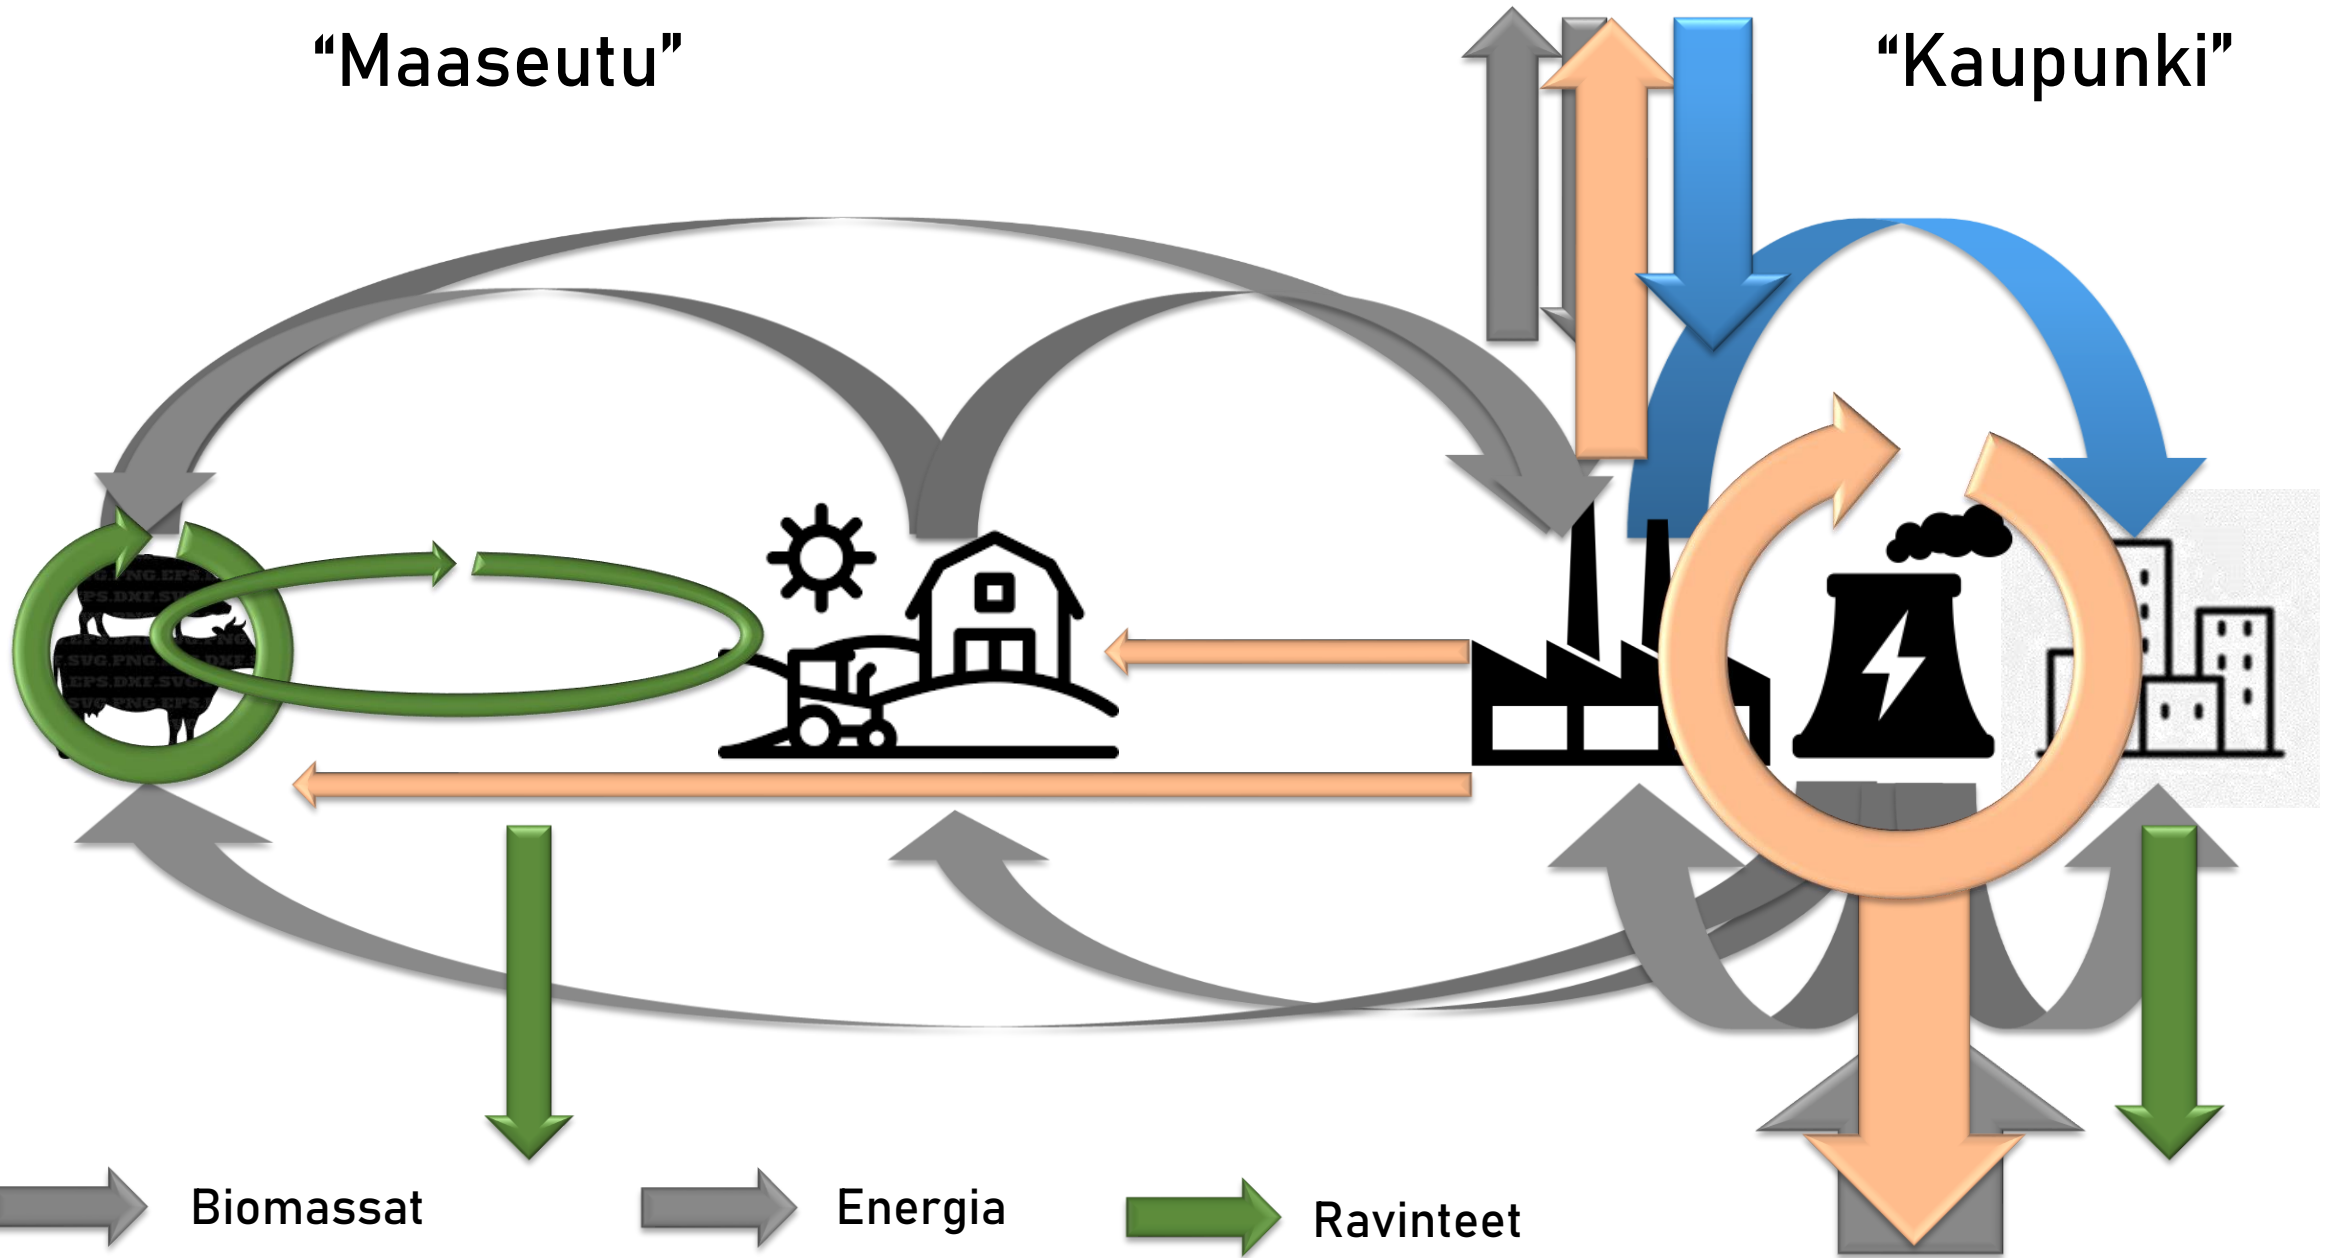 “Maaseutu”
“Kaupunki”
Biomassat
Energia
Ravinteet